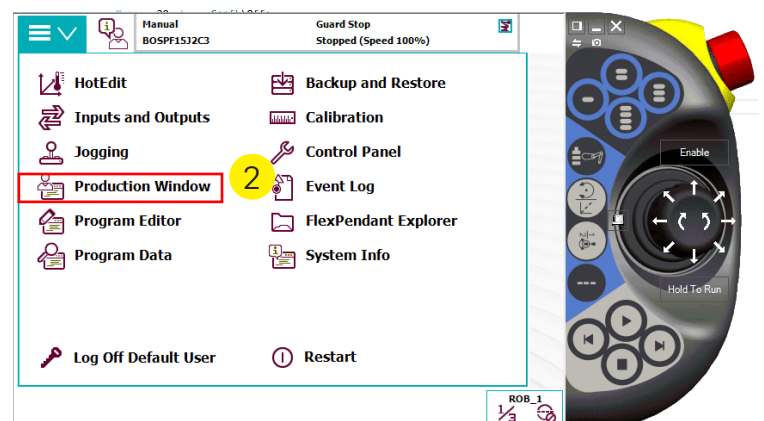 Manual
BOSPF15J2C3
Guard Stop
Stopped (Speed 100%)
HotEdit
Backup and Restore
Inputs and Outputs
Calibration
Jogging
Control Panel
Production Window
2
Event Log
Program Editor
FlexPendant Explorer
Program Data
System Info
Log Off Default User
Restart
ROB_1
1/3
Enable
Hold To Run